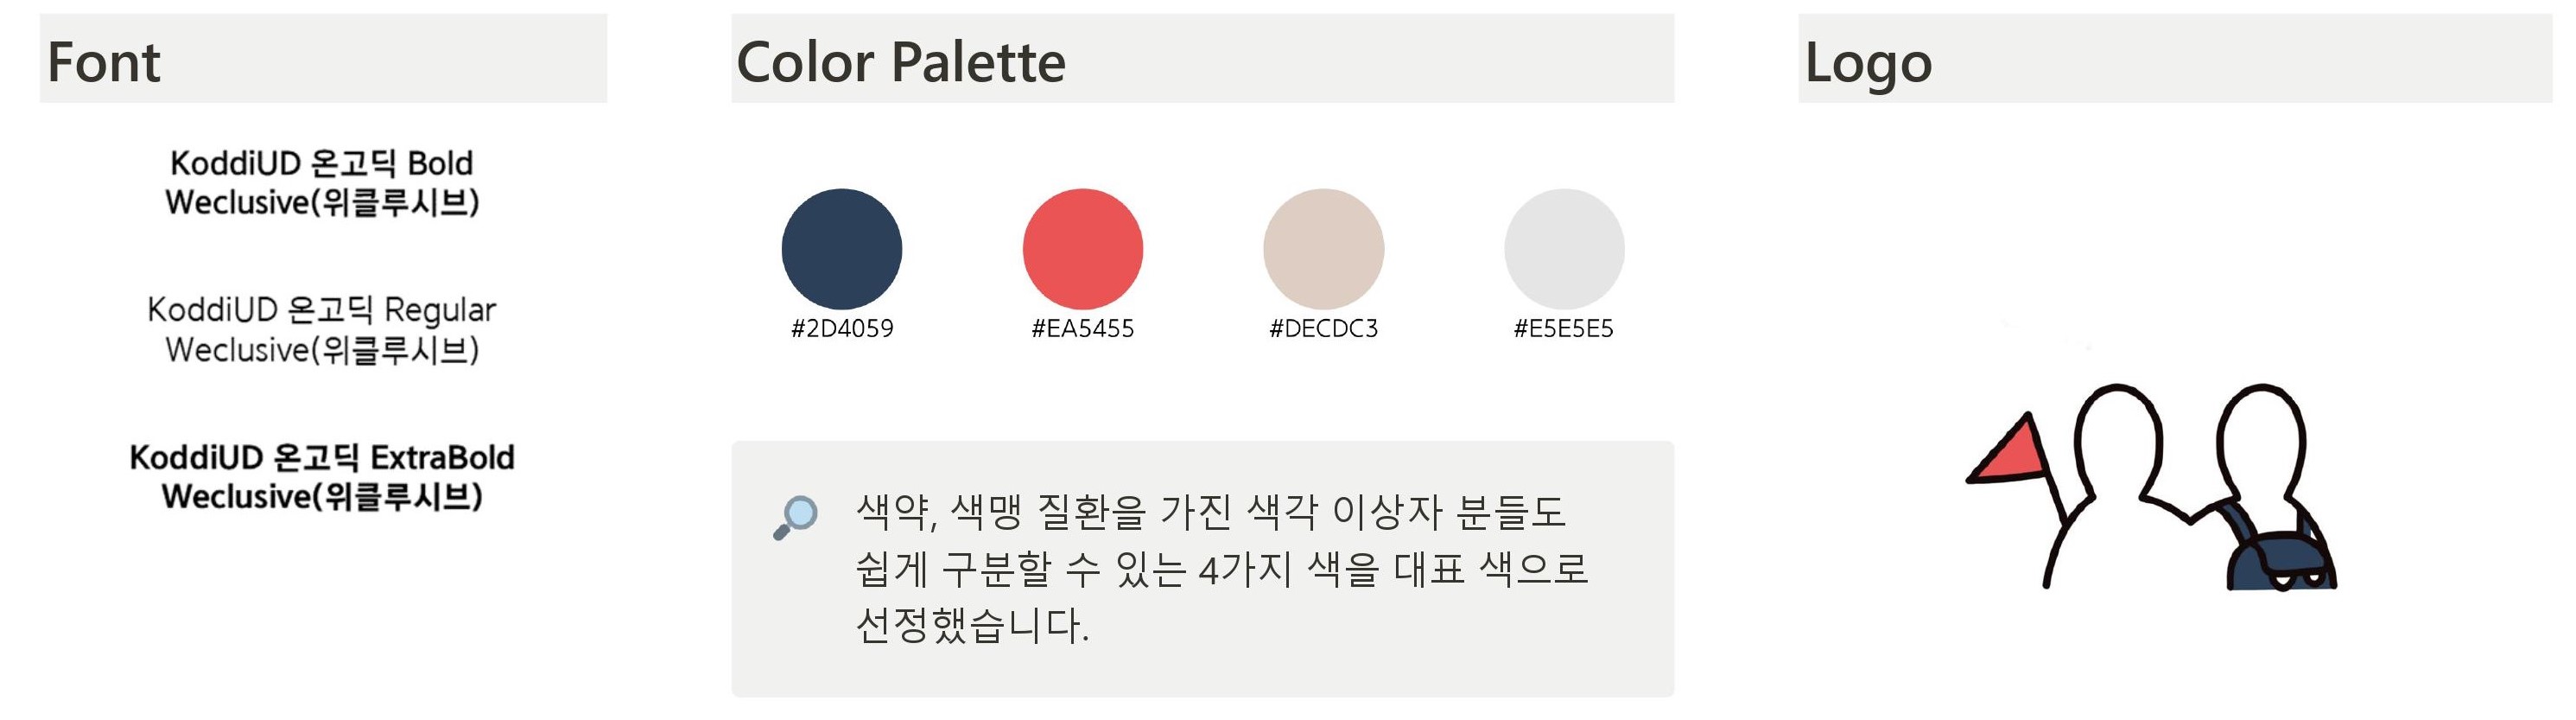 Font
KoddiUD 온고딕 Bold
Weclusive(위클루시브)
KoddiUD 온고딕 Regular
Weclusive(위클루시브)
KoddiUD 온고딕 ExtraBold
Weclusive(위클루시브)
Color Palette
#2D4059
#EA5455
#DECDC3
#E5E5E5
색약, 색맹 질환을 가진 색각 이상자 분들도
쉽게 구분할 수 있는 4가지 색을 대표 색으로
선정했습니다.
Logo